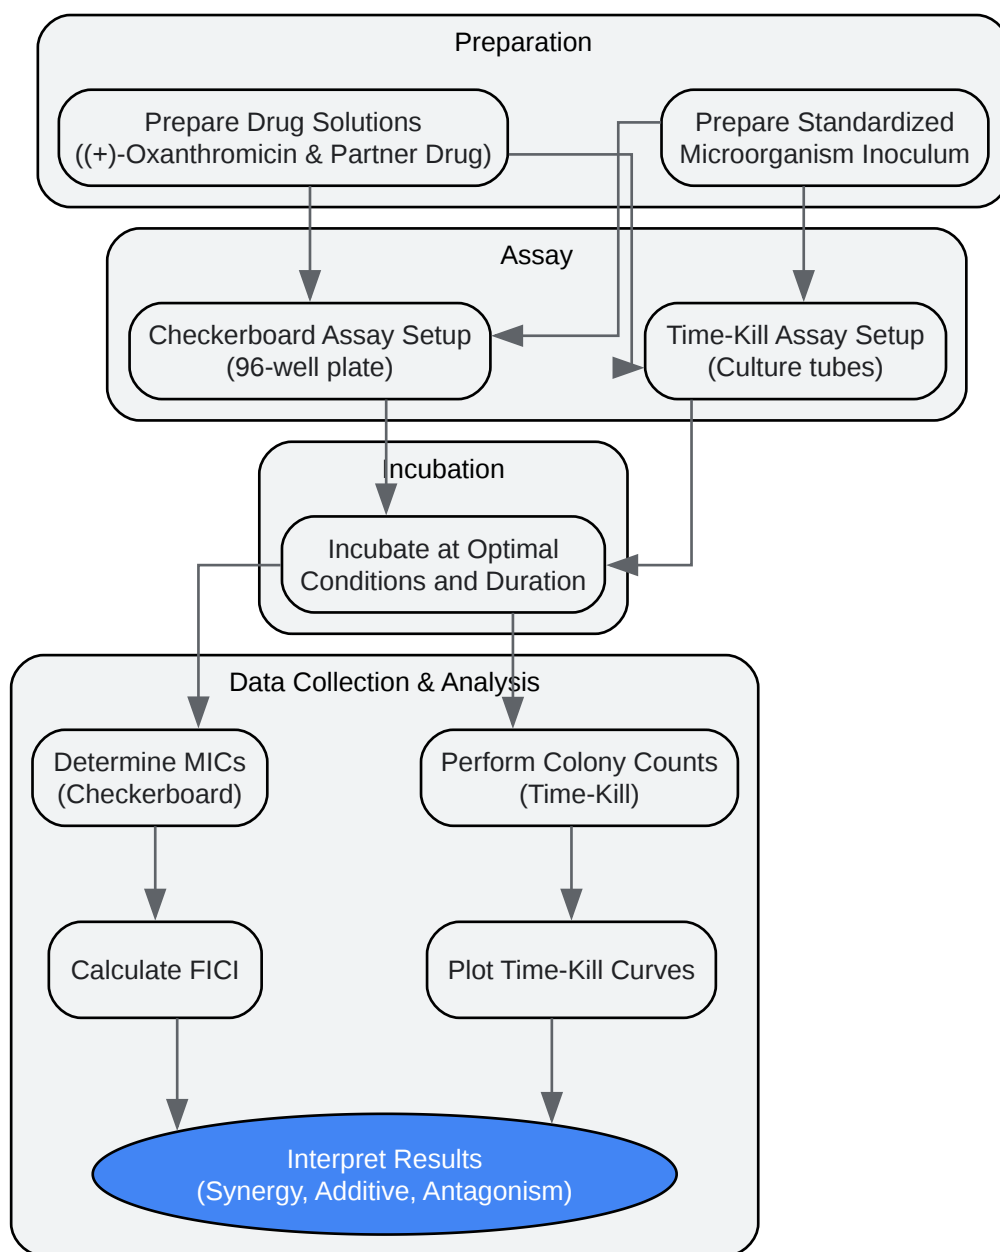 Preparation
Prepare Drug Solutions
((+)-Oxanthromicin & Partner Drug)
Prepare Standardized
Microorganism Inoculum
Assay
Checkerboard Assay Setup
(96-well plate)
Time-Kill Assay Setup
(Culture tubes)
Incubation
Incubate at Optimal
Conditions and Duration
Data Collection & Analysis
Determine MICs
(Checkerboard)
Perform Colony Counts
(Time-Kill)
Calculate FICI
Plot Time-Kill Curves
Interpret Results
(Synergy, Additive, Antagonism)